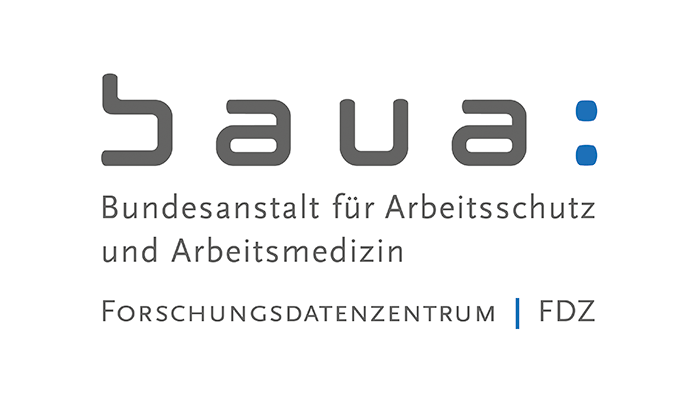 baua:
Bundesanstalt für Arbeitsschutz
und Arbeitsmedizin
FORSCHUNGSDATENZENTRUM | FDZ